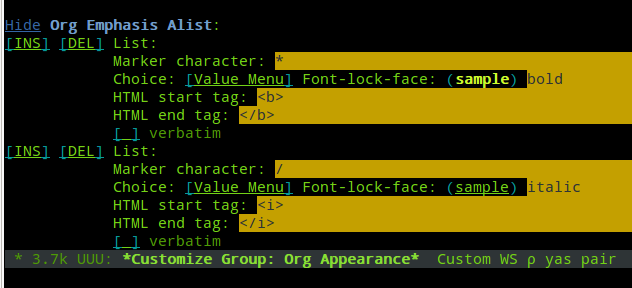 Hide Org Emphasis Alist:
[INS] [DEL] List:
Marker character: *
Choice: [Value Menu] Font-lock-face: (sample) bold
HTML start tag: <b>
HTML end tag: </b>
[ ] verbatim
[INS] [DEL] List:
Marker character: /
Choice: [Value Menu] Font-lock-face: (sample) italic
HTML start tag: <i>
HTML end tag: </i>
[ ] verbatim
* 3.7k UUU: *Customize Group: Org Appearance* Custom WS ρ yas pair